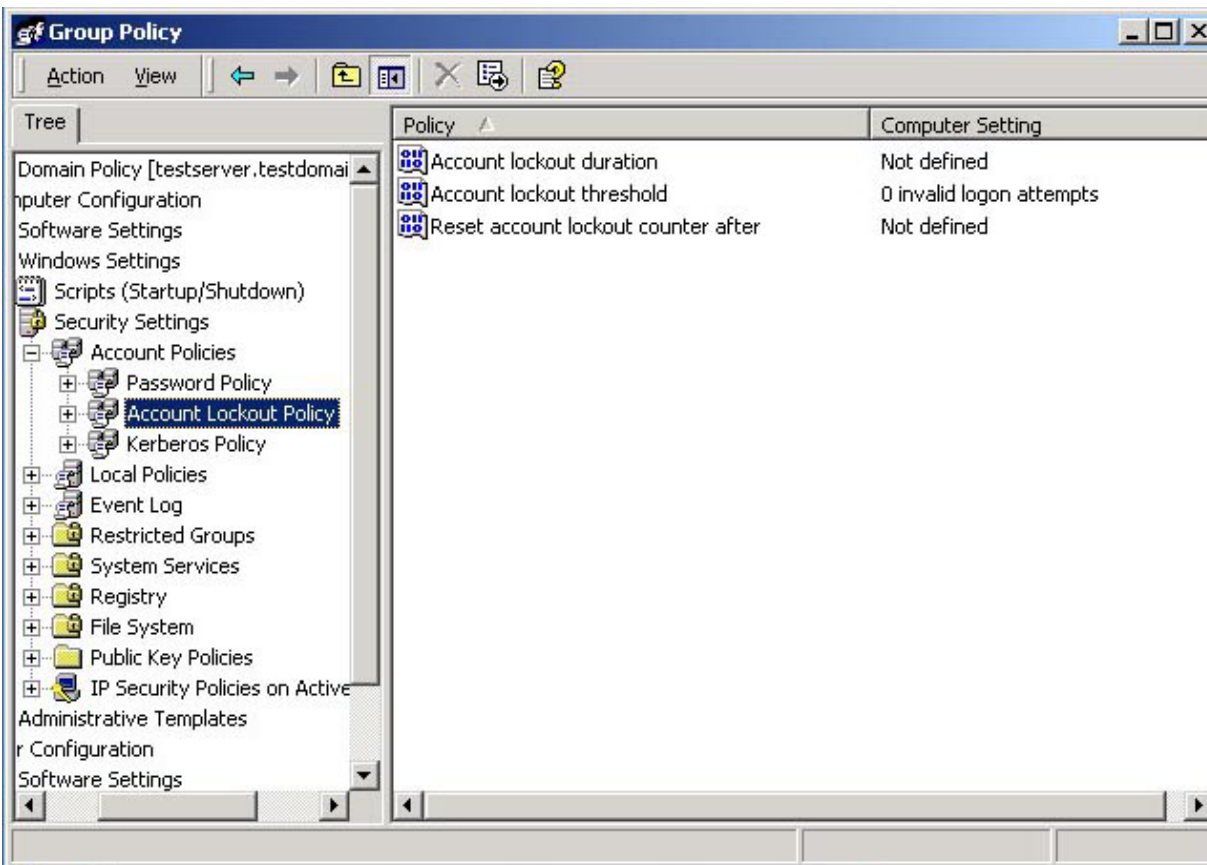 Group Policy
Action View
Tree
Domain Policy [testserver.testdomai
nputer Configuration
Software Settings
Windows Settings
Scripts (Startup/Shutdown)
Security Settings
Account Policies
Password Policy
Account Lockout Policy
Kerberos Policy
Local Policies
Event Log
Restricted Groups
System Services
Registry
File System
Public Key Policies
IP Security Policies on Active
Administrative Templates
r Configuration
Software Settings
Policy Computer Setting
Account lockout duration Not defined
Account lockout threshold 0 invalid logon attempts
Reset account lockout counter after Not defined